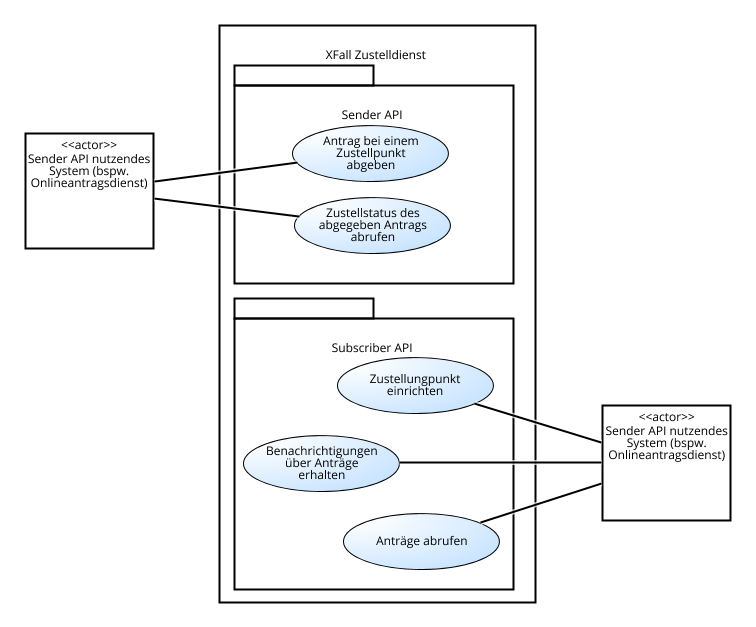 XFall Zustelldienst
Sender API
<<actor>>
Sender API nutzendes
System (bspw.
Onlineantragsdienst)
Antrag bei einem
Zustellpunkt
abgeben
Zustellstatus des
abgegeben Antrags
abrufen
Subscriber API
Zustellungpunkt
einrichten
Benachrichtigungen
über Anträge
erhalten
Anträge abrufen
<<actor>>
Sender API nutzendes
System (bspw.
Onlineantragsdienst)